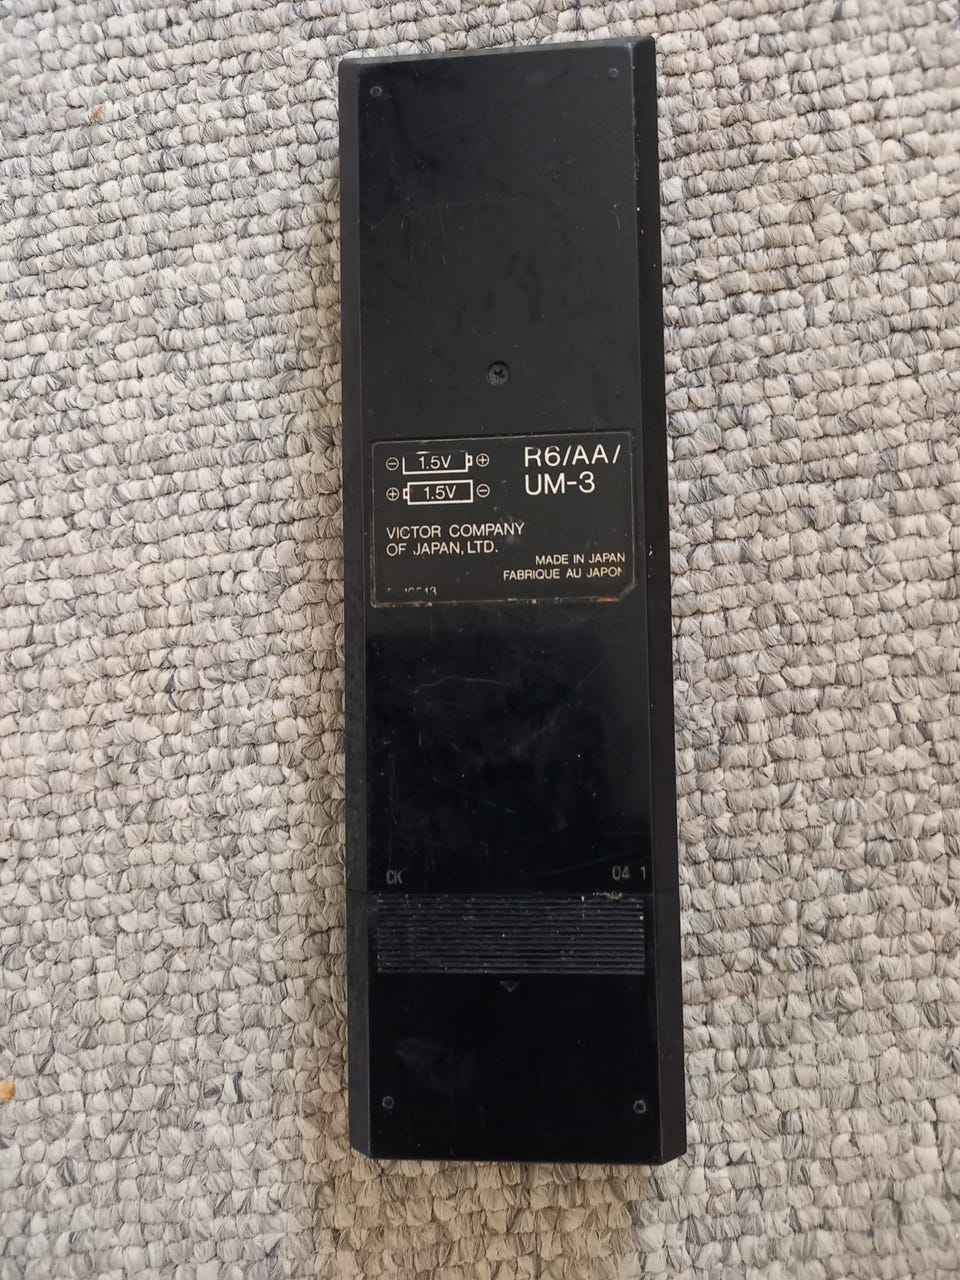 ⊖ 1.5V ⊕
⊕ 1.5V ⊖
R6/AA/
UM-3
VICTOR COMPANY
OF JAPAN, LTD.
MADE IN JAPAN
FABRIQUE AU JAPON
CK
04 1